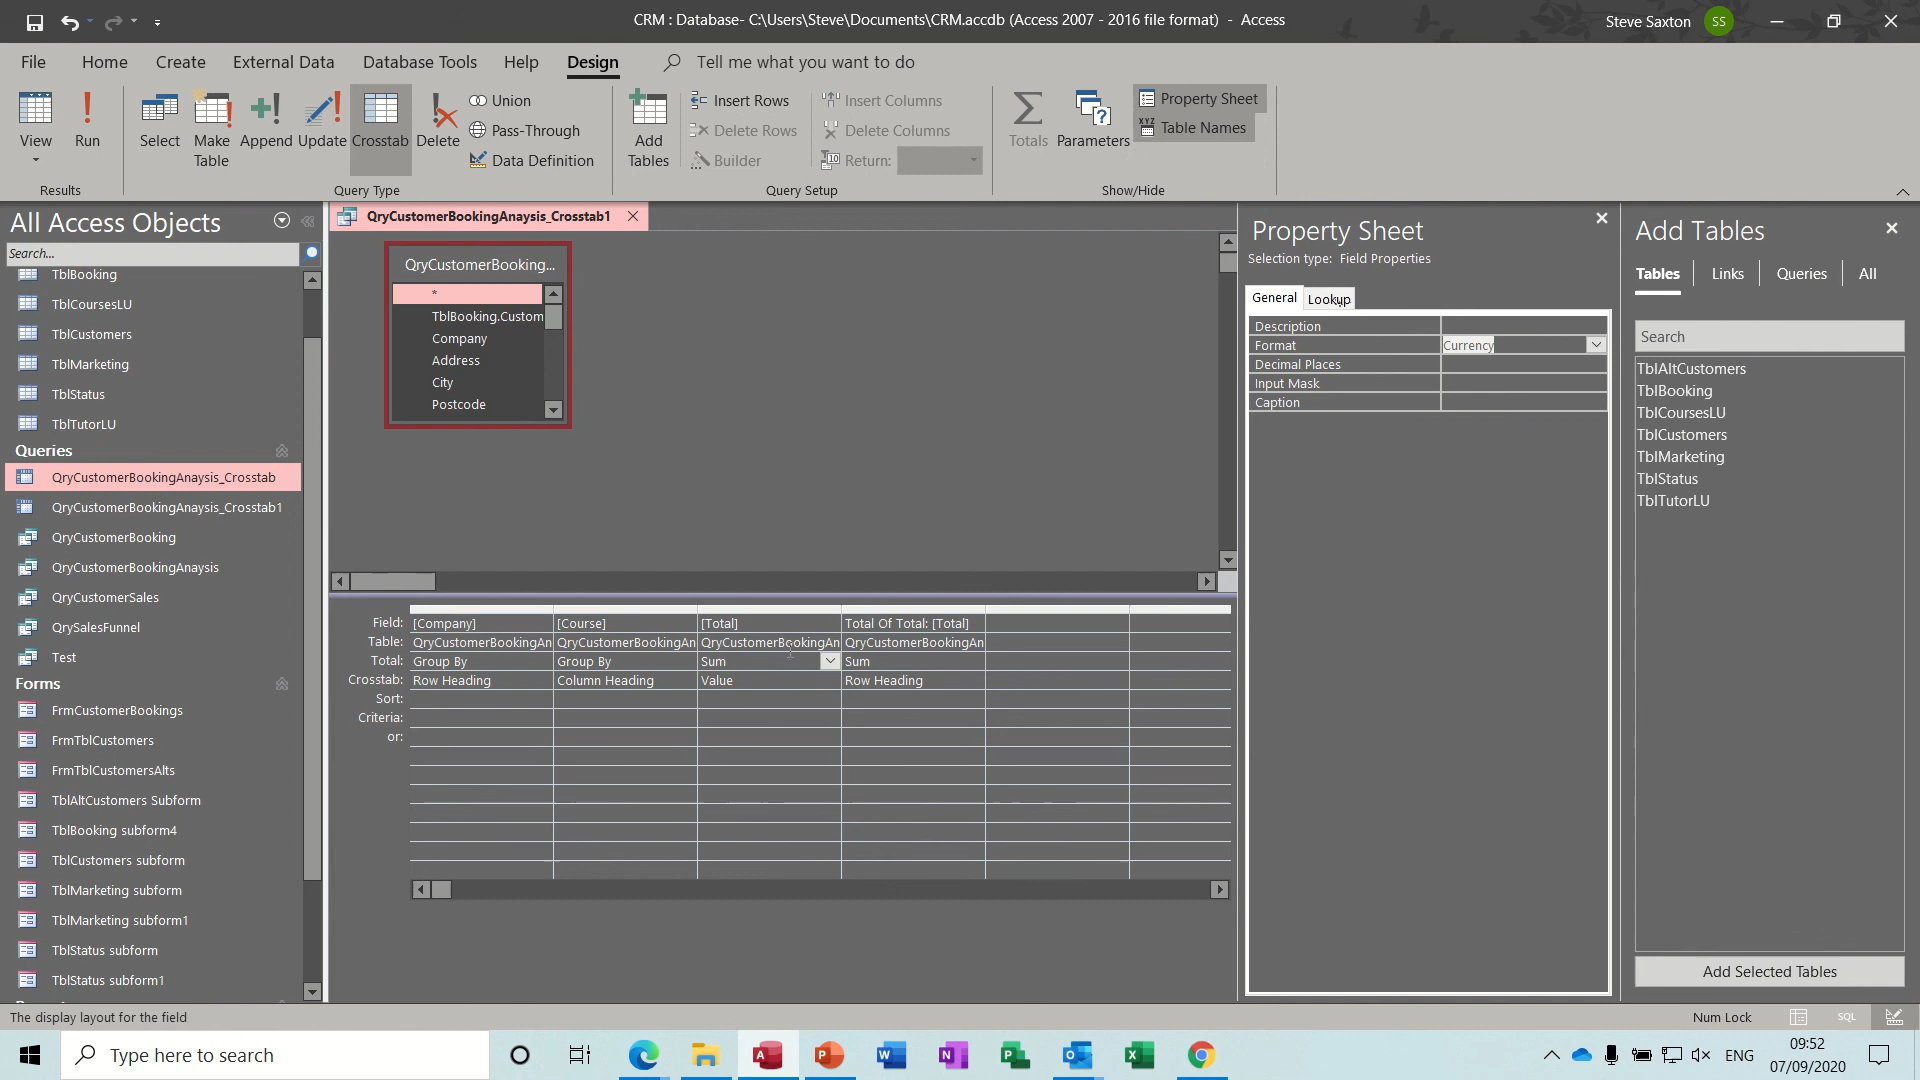 CRM : Database- C:\Users\Steve\Documents\CRM.accdb (Access 2007 - 2016 file format)  -  Access
Steve Saxton
SS
File
Home
Create
External Data
Database Tools
Help
Design
Tell me what you want to do
View
Run
Select
Make Table
Append
Update
Crosstab
Delete
Union
Pass-Through
Data Definition
Add Tables
Insert Rows
Delete Rows
Builder
Insert Columns
Delete Columns
Return:
Totals
Parameters
Property Sheet
Table Names
Results
Query Type
Query Setup
Show/Hide
All Access Objects
Search...
TblBooking
TblCoursesLU
TblCustomers
TblMarketing
TblStatus
TblTutorLU
Queries
QryCustomerBookingAnaysis_Crosstab
QryCustomerBookingAnaysis_Crosstab1
QryCustomerBooking
QryCustomerBookingAnaysis
QryCustomerSales
QrySalesFunnel
Test
Forms
FrmCustomerBookings
FrmTblCustomers
FrmTblCustomersAlts
TblAltCustomers Subform
TblBooking subform4
TblCustomers subform
TblMarketing subform
TblMarketing subform1
TblStatus subform
TblStatus subform1
QryCustomerBookingAnaysis_Crosstab1
QryCustomerBooking...
*
TblBooking.Custom
Company
Address
City
Postcode
Field: [Company] [Course] [Total] Total Of Total: [Total]
Table: QryCustomerBookingAn QryCustomerBookingAn QryCustomerBookingAn QryCustomerBookingAn
Total: Group By Group By Sum Sum
Crosstab: Row Heading Column Heading Value Row Heading
Sort:
Criteria:
or:
Property Sheet
Selection type: Field Properties
General
Lookup
Description
Format Currency
Decimal Places
Input Mask
Caption
Add Tables
Tables
Links
Queries
All
Search
TblAltCustomers
TblBooking
TblCoursesLU
TblCustomers
TblMarketing
TblStatus
TblTutorLU
Add Selected Tables
The display layout for the field
Num Lock
SQL
Type here to search
ENG
09:52
07/09/2020